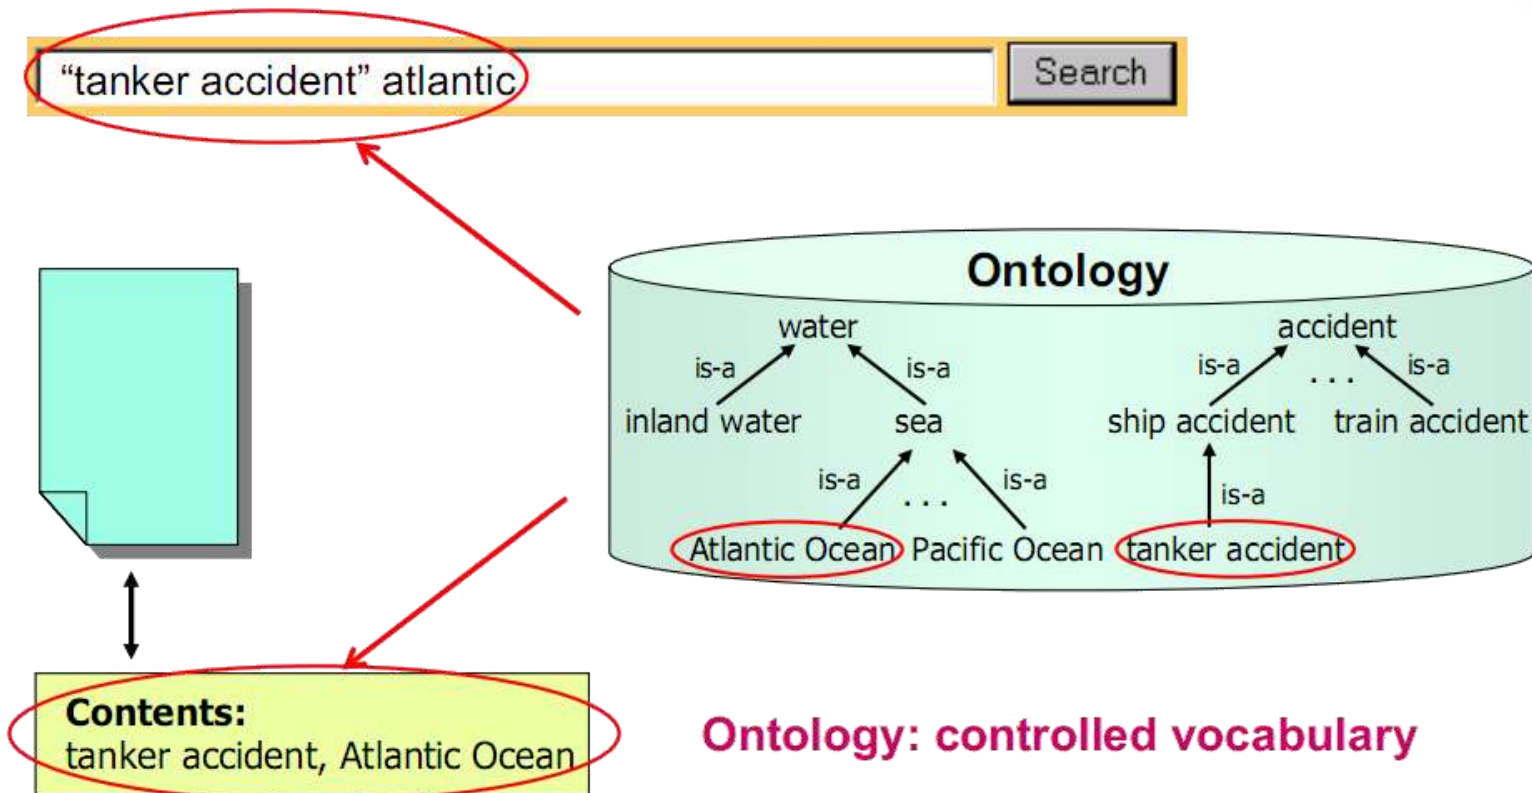 “tanker accident” atlantic
Search
Ontology
water
accident
is-a
is-a
is-a
. . .
is-a
inland water
sea
ship accident
train accident
is-a
. . .
is-a
is-a
Atlantic Ocean
Pacific Ocean
tanker accident
Contents:
tanker accident, Atlantic Ocean
Ontology: controlled vocabulary